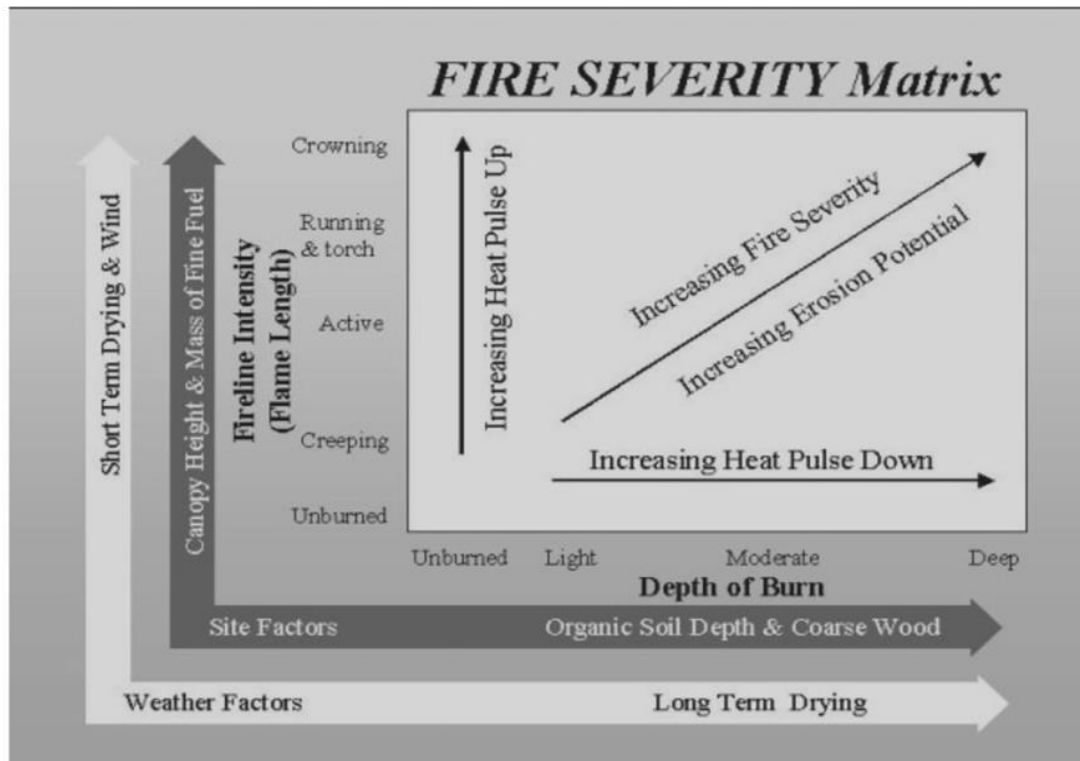 FIRE SEVERITY Matrix
Short Term Drying & Wind
Canopy Height & Mass of Fine Fuel
Fireline Intensity
(Flame Length)
Crowning
Running
& torch
Active
Creeping
Unburned
Increasing Heat Pulse Up
Increasing Fire Severity
Increasing Erosion Potential
Increasing Heat Pulse Down
Unburned
Light
Moderate
Deep
Depth of Burn
Site Factors
Organic Soil Depth & Coarse Wood
Weather Factors
Long Term Drying